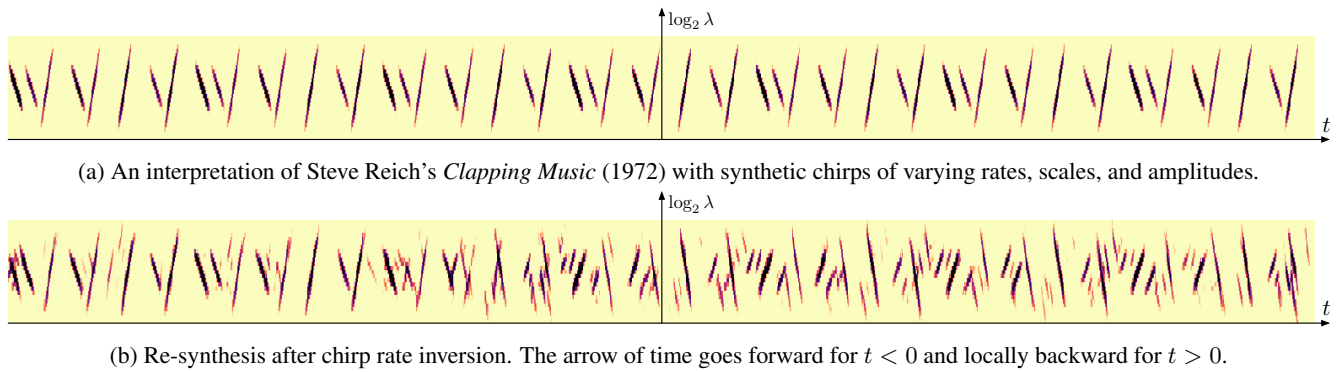 log₂ λ
t
(a) An interpretation of Steve Reich's Clapping Music (1972) with synthetic chirps of varying rates, scales, and amplitudes.
log₂ λ
t
(b) Re-synthesis after chirp rate inversion. The arrow of time goes forward for t < 0 and locally backward for t > 0.